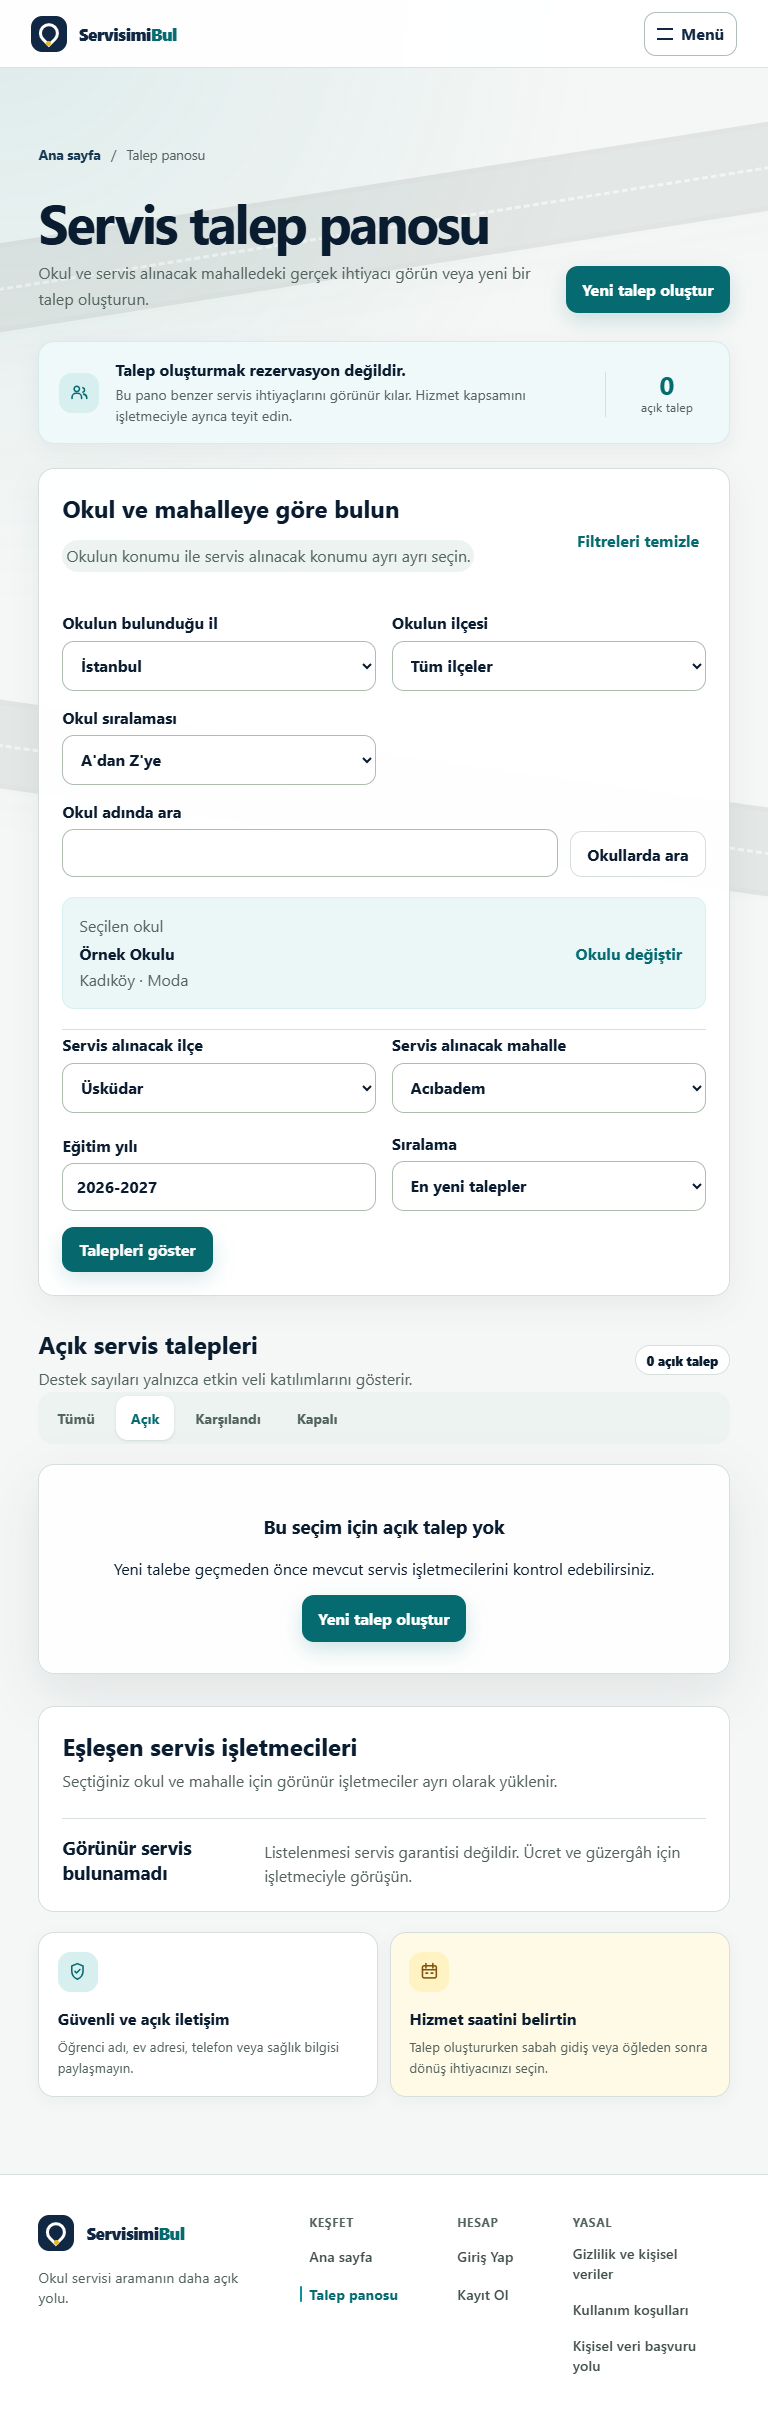 ServisimiBul
Menü
Ana sayfa / Talep panosu
Servis talep panosu
Okul ve servis alınacak mahalledeki gerçek ihtiyacı görün veya yeni bir
talep oluşturun.
Yeni talep oluştur
Talep oluşturmak rezervasyon değildir.
Bu pano benzer servis ihtiyaçlarını görünür kılar. Hizmet kapsamını
işletmeciyle ayrıca teyit edin.
0
açık talep
Okul ve mahalleye göre bulun
Okulun konumu ile servis alınacak konumu ayrı ayrı seçin.
Filtreleri temizle
Okulun bulunduğu il
Okulun ilçesi
İstanbul
Tüm ilçeler
Okul sıralaması
A'dan Z'ye
Okul adında ara
Okullarda ara
Seçilen okul
Örnek Okulu
Kadıköy · Moda
Okulu değiştir
Servis alınacak ilçe
Servis alınacak mahalle
Üsküdar
Acıbadem
Eğitim yılı
Sıralama
2026-2027
En yeni talepler
Talepleri göster
Açık servis talepleri
Destek sayıları yalnızca etkin veli katılımlarını gösterir.
0 açık talep
Tümü
Açık
Karşılandı
Kapalı
Bu seçim için açık talep yok
Yeni talebe geçmeden önce mevcut servis işletmecilerini kontrol edebilirsiniz.
Yeni talep oluştur
Eşleşen servis işletmecileri
Seçtiğiniz okul ve mahalle için görünür işletmeciler ayrı olarak yüklenir.
Görünür servis
bulunamadı
Listelenmesi servis garantisi değildir. Ücret ve güzergâh için
işletmeciyle görüşün.
Güvenli ve açık iletişim
Öğrenci adı, ev adresi, telefon veya sağlık bilgisi
paylaşmayın.
Hizmet saatini belirtin
Talep oluştururken sabah gidiş veya öğleden sonra
dönüş ihtiyacınızı seçin.
ServisimiBul
Okul servisi aramanın daha açık
yolu.
KEŞFET
Ana sayfa
Talep panosu
HESAP
Giriş Yap
Kayıt Ol
YASAL
Gizlilik ve kişisel
veriler
Kullanım koşulları
Kişisel veri başvuru
yolu